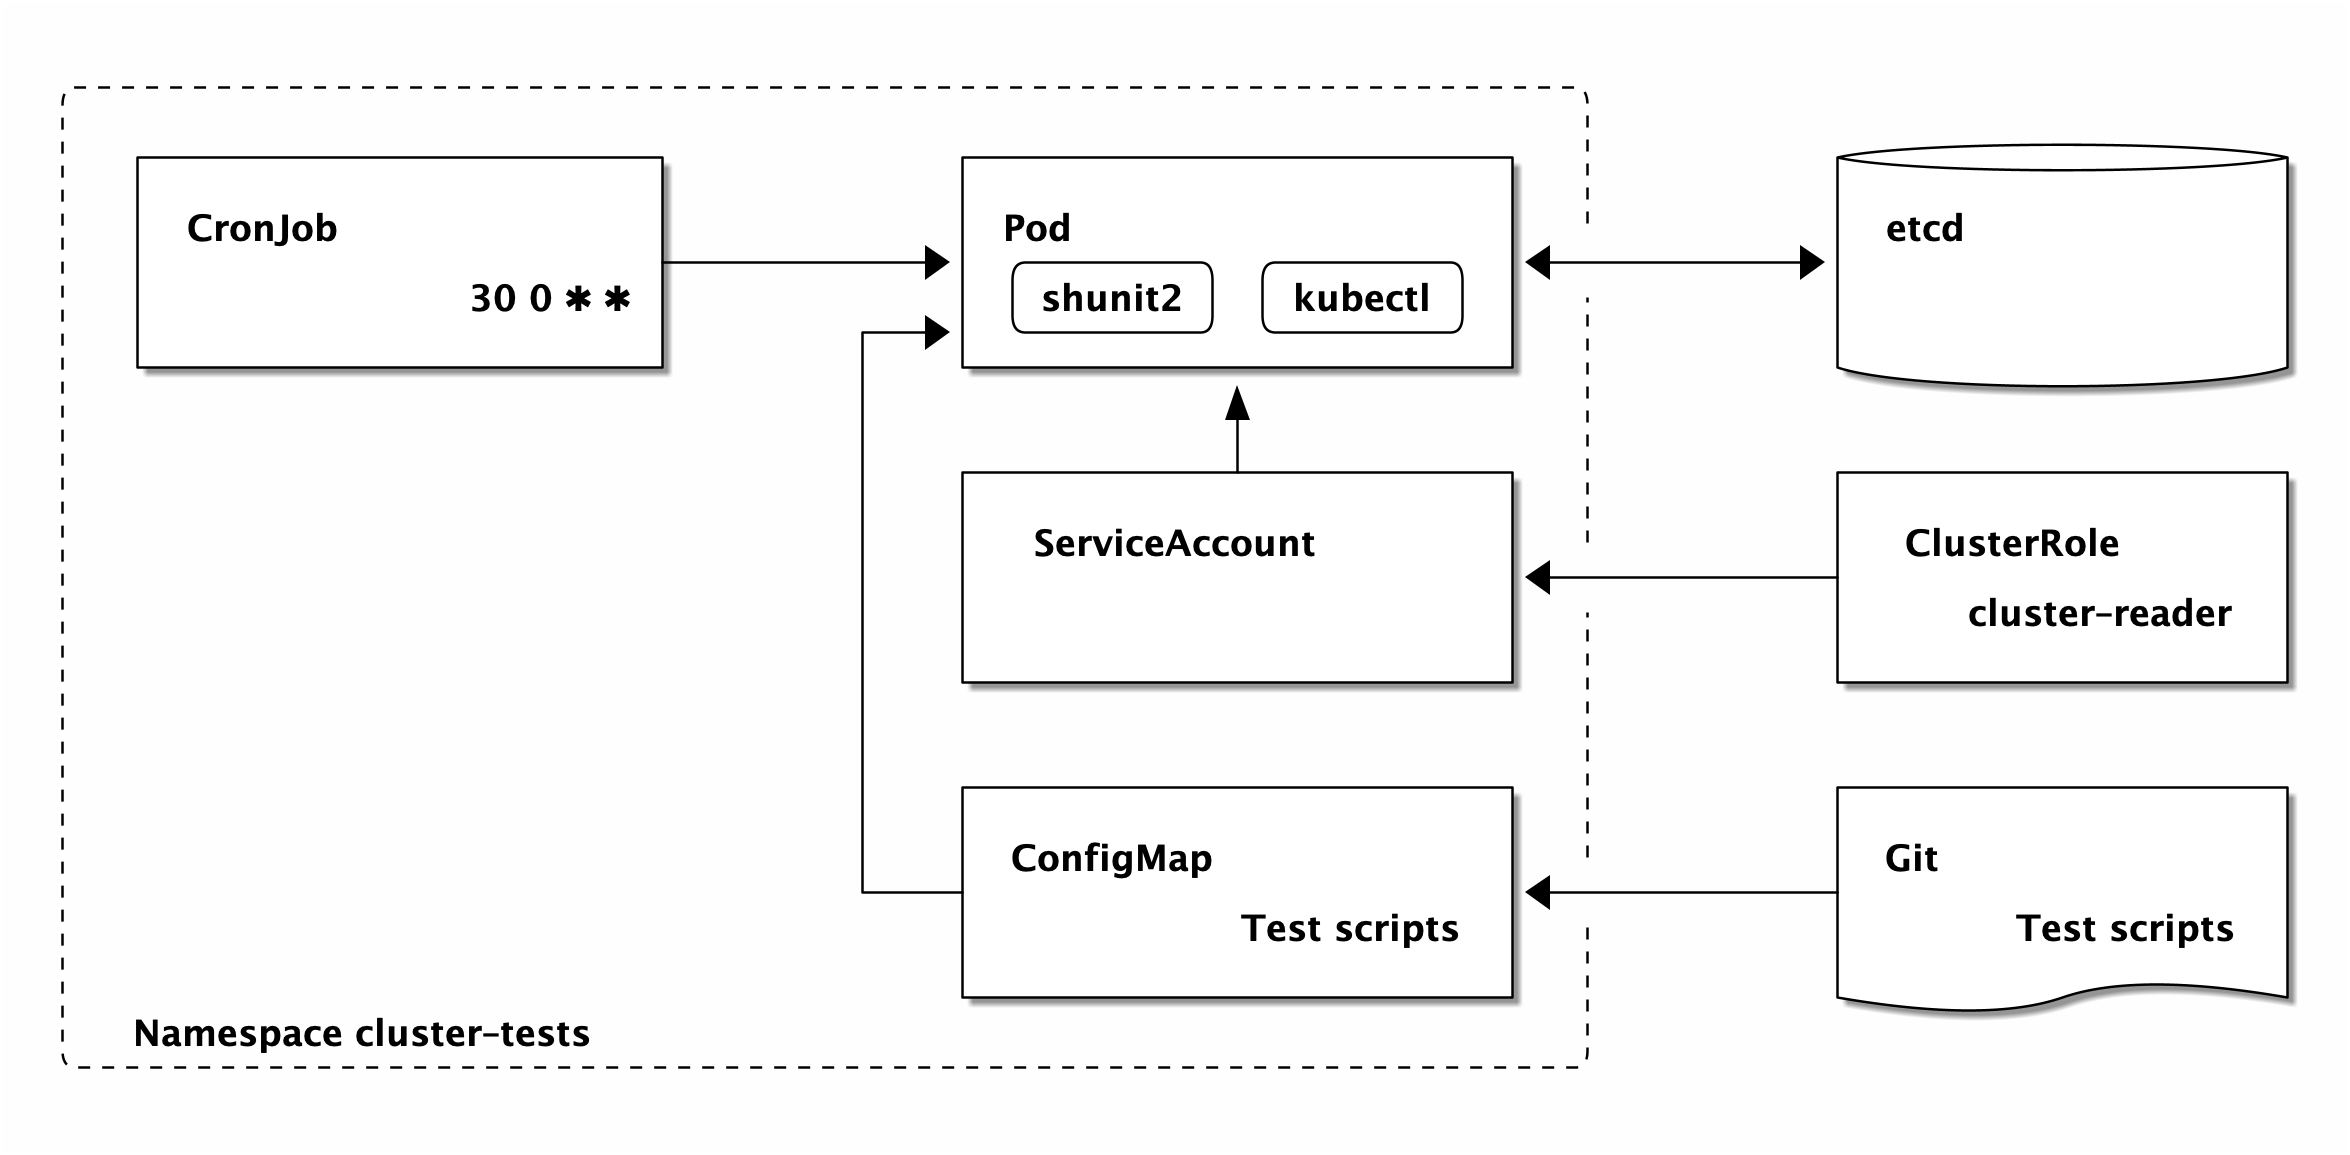 CronJob
30 0 ✱ ✱
Pod
shunit2
kubectl
etcd
ServiceAccount
ClusterRole
cluster-reader
ConfigMap
Test scripts
Git
Test scripts
Namespace cluster-tests